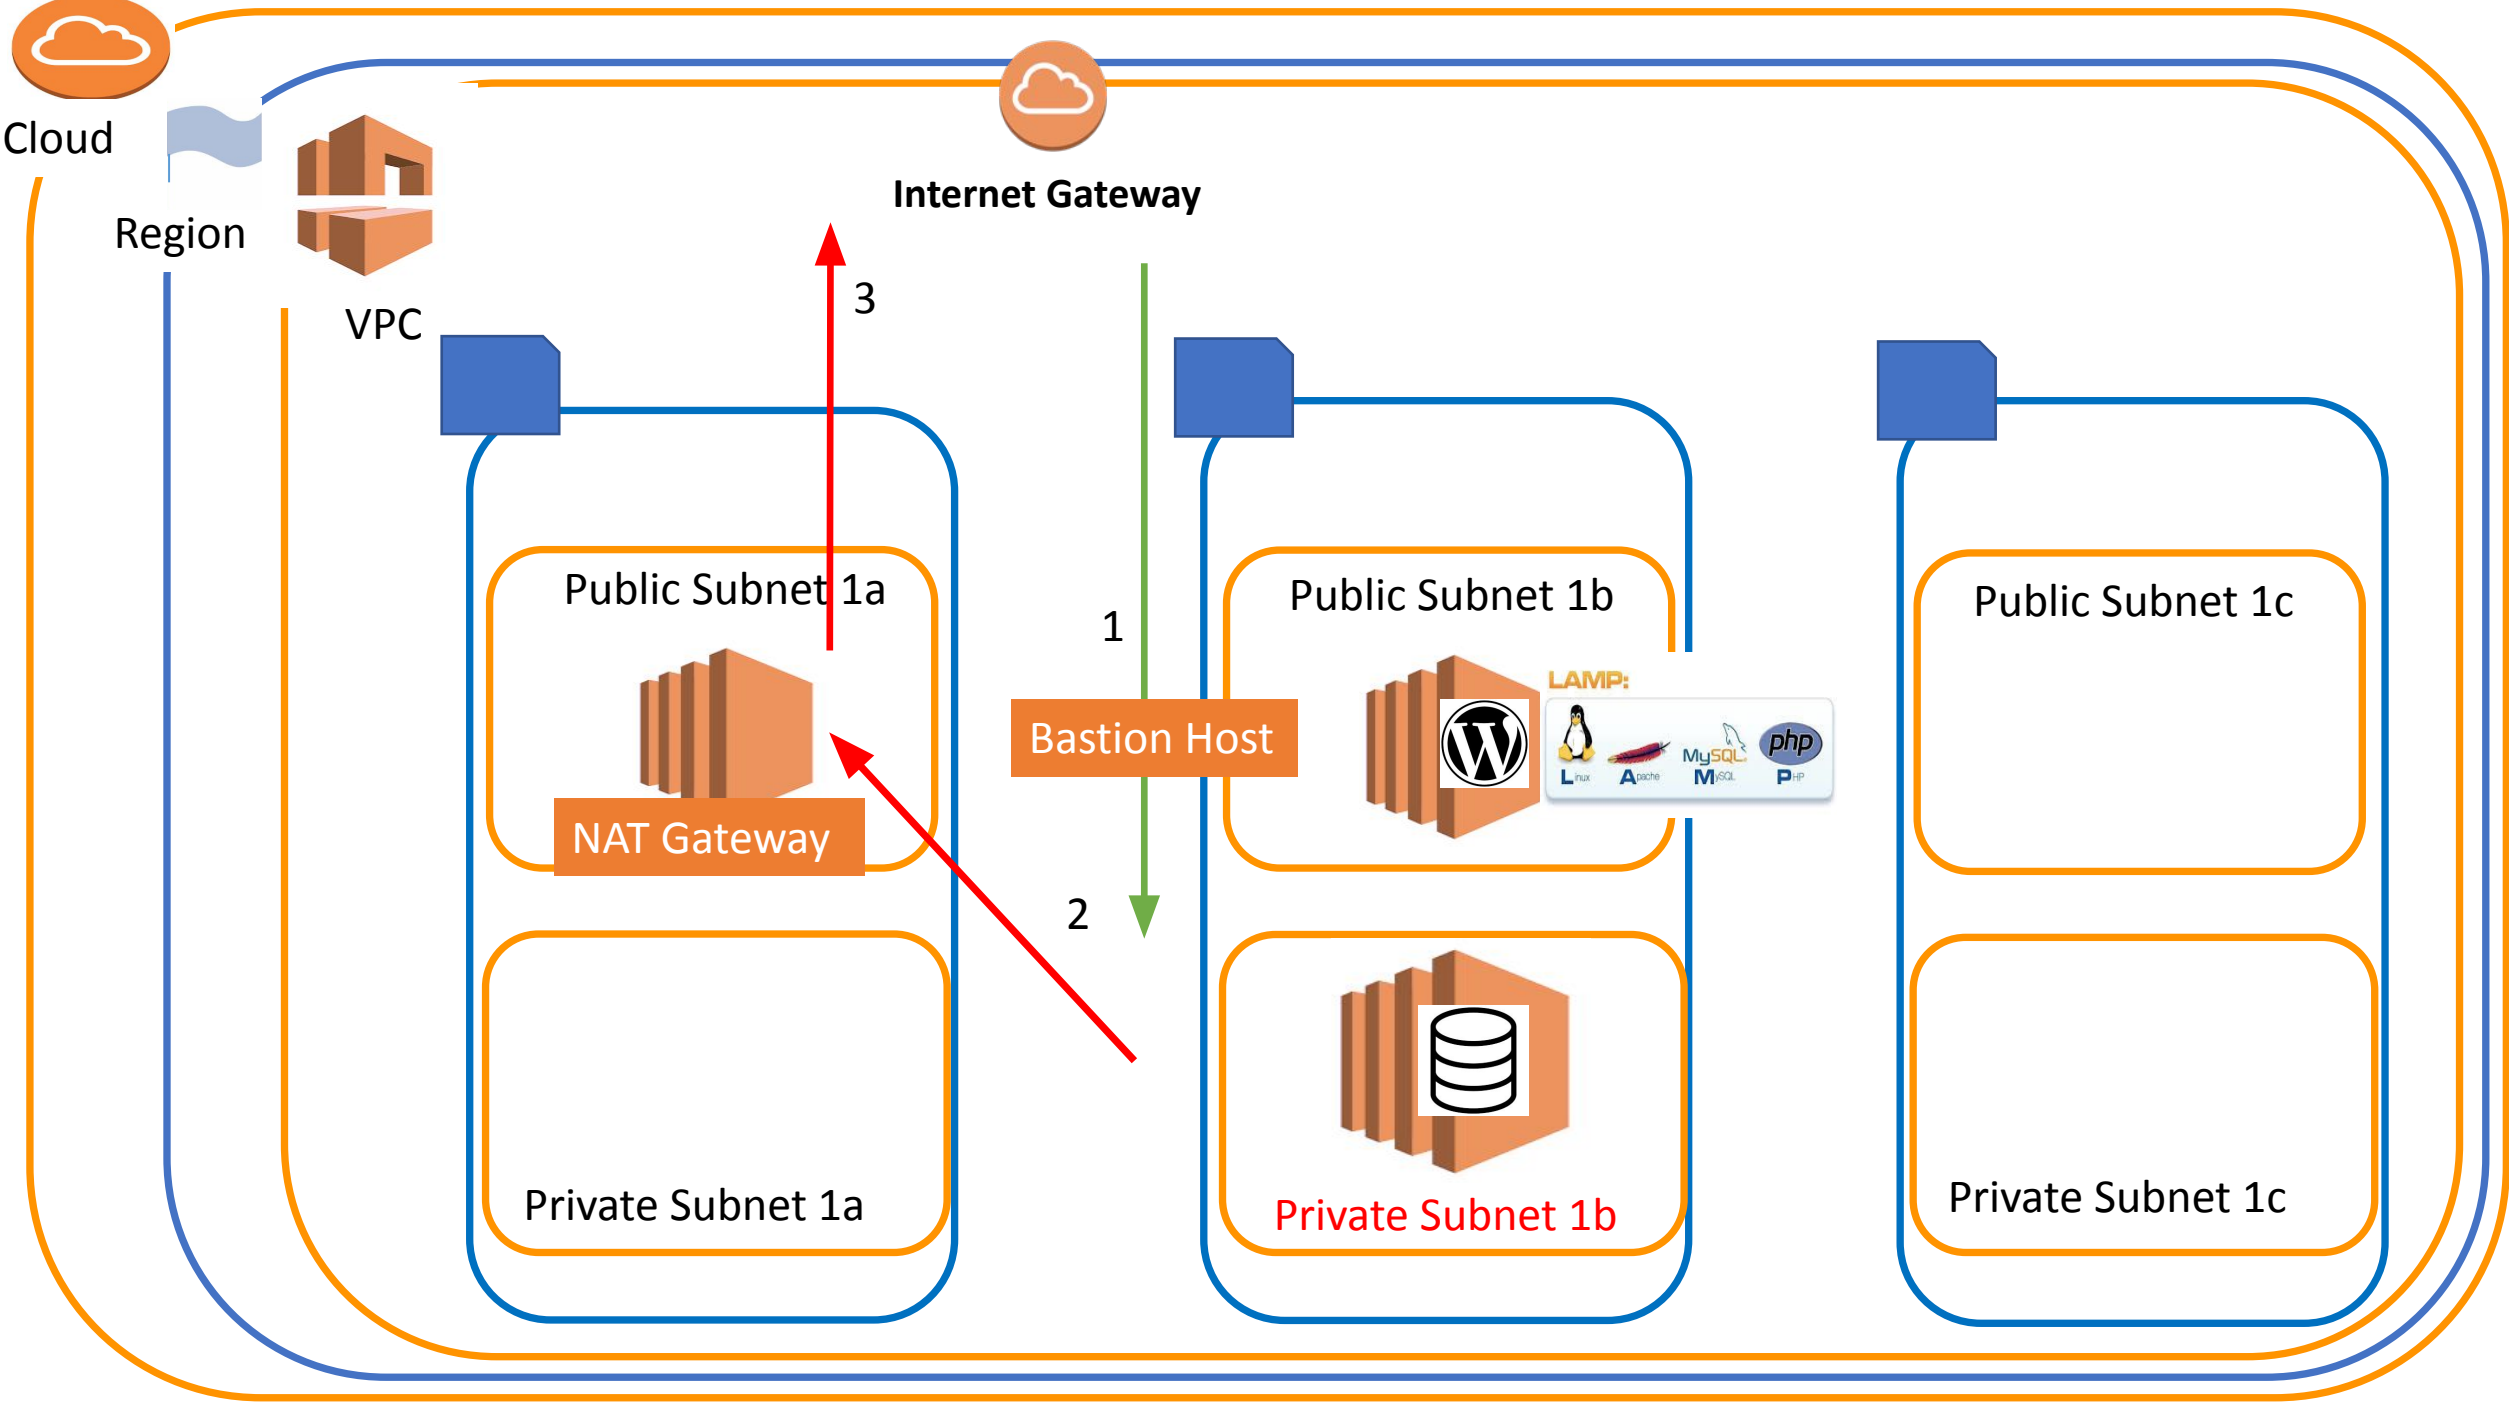 Cloud
Region
VPC
Internet Gateway
3
1
2
Public Subnet 1a
NAT Gateway
Private Subnet 1a
Public Subnet 1b
Bastion Host
W
LAMP:
Linux
Apache
MySQL
MySQL
php
PHP
Private Subnet 1b
Public Subnet 1c
Private Subnet 1c